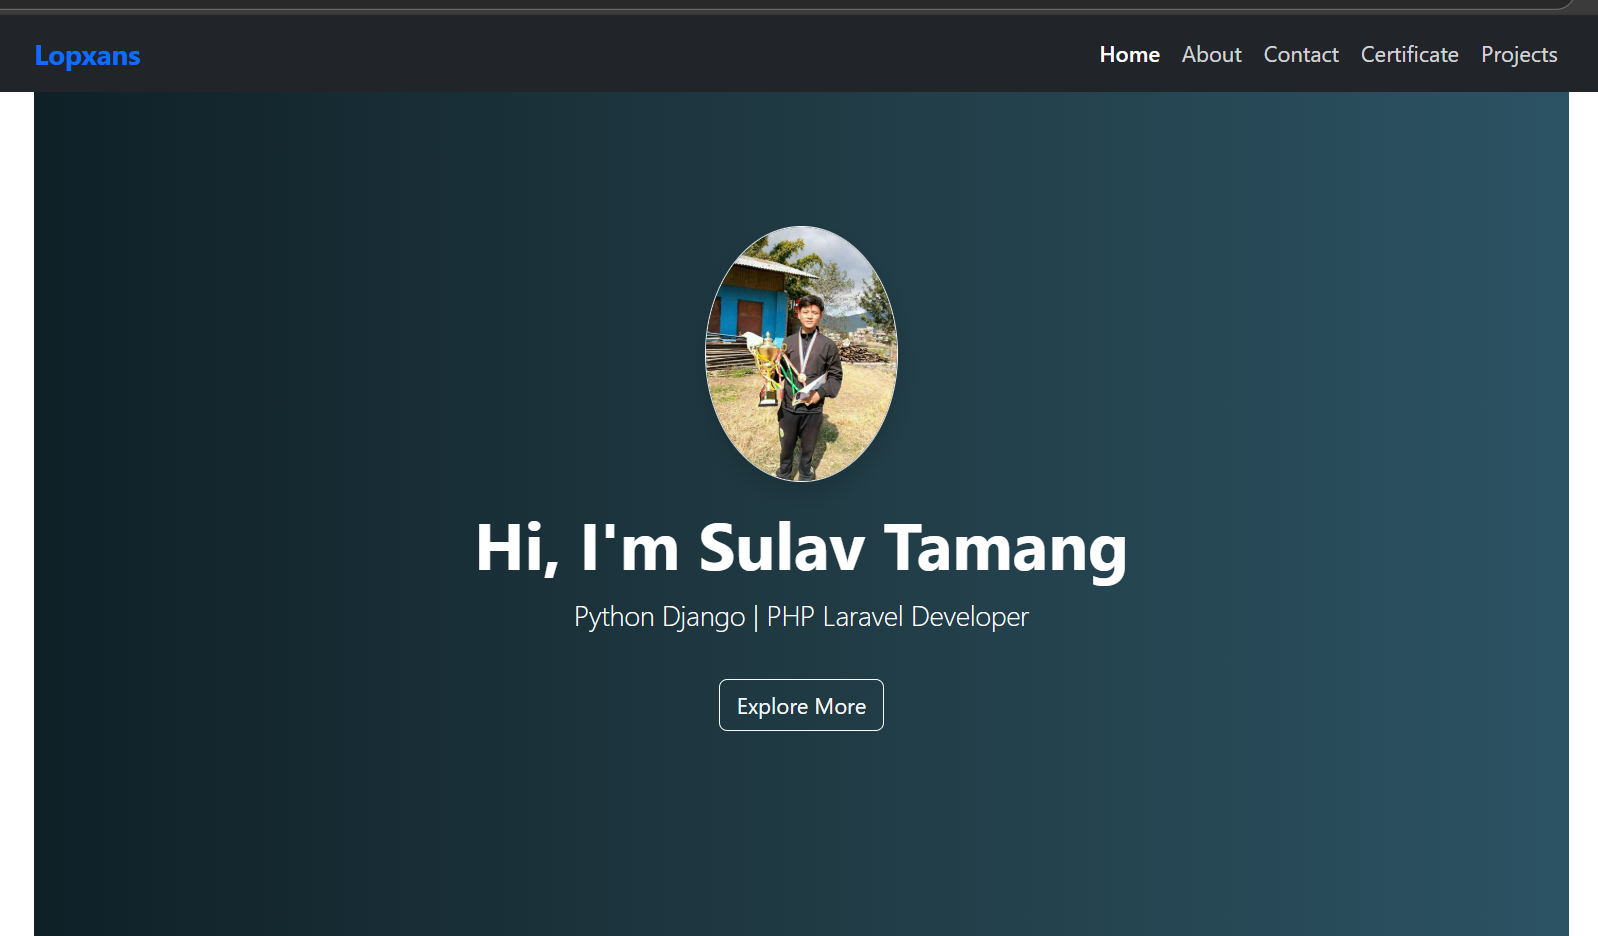 Lopxans
Home About Contact Certificate Projects
Hi, I'm Sulav Tamang
Python Django | PHP Laravel Developer
Explore More